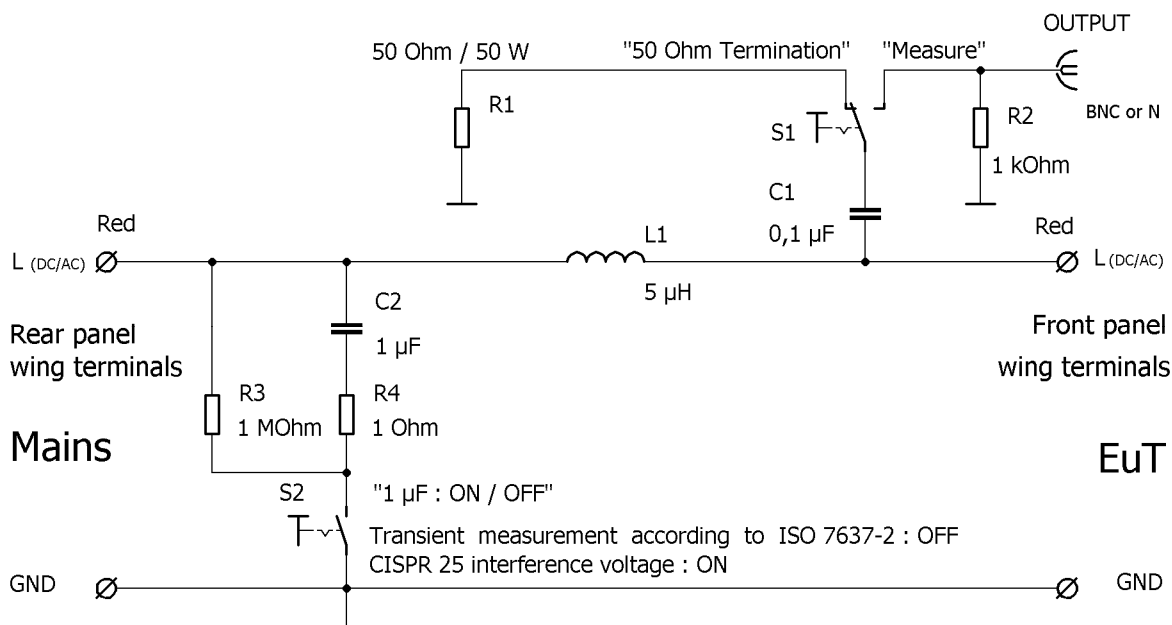 OUTPUT
50 Ohm / 50 W
"50 Ohm Termination"
"Measure"
R1
S1
R2
BNC or N
1 kOhm
C1
0,1 µF
Red
L1
Red
L (DC/AC)
5 µH
L (DC/AC)
C2
1 µF
Rear panel
wing terminals
Front panel
wing terminals
R3
1 MOhm
R4
1 Ohm
Mains
EuT
S2
"1 µF : ON / OFF"
Transient measurement according to ISO 7637-2 : OFF
CISPR 25 interference voltage : ON
GND
GND